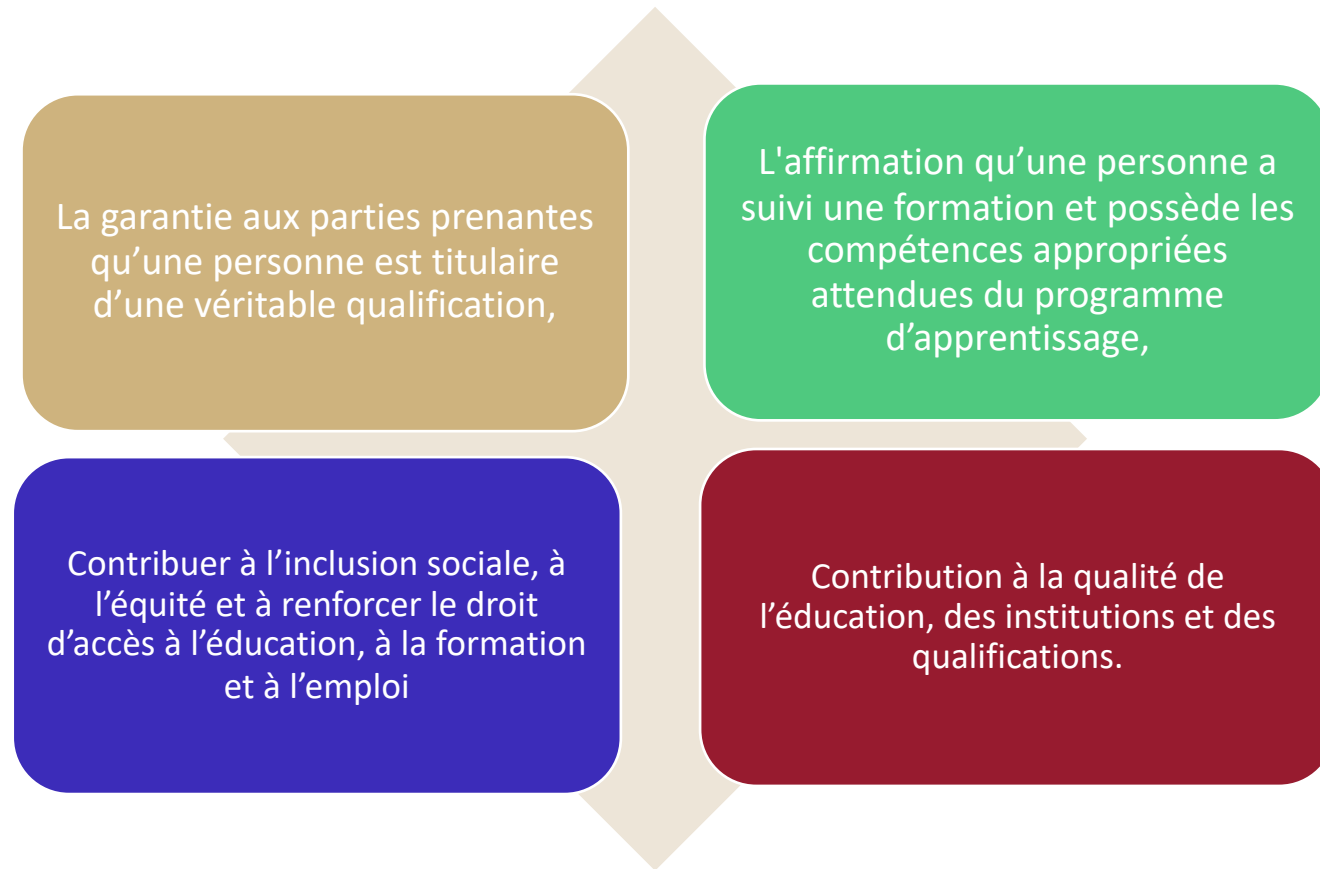 La garantie aux parties prenantes
qu’une personne est titulaire
d’une véritable qualification,
L'affirmation qu’une personne a
suivi une formation et possède les
compétences appropriées
attendues du programme
d’apprentissage,
Contribuer à l’inclusion sociale, à
l’équité et à renforcer le droit
d’accès à l’éducation, à la formation
et à l’emploi
Contribution à la qualité de
l’éducation, des institutions et des
qualifications.